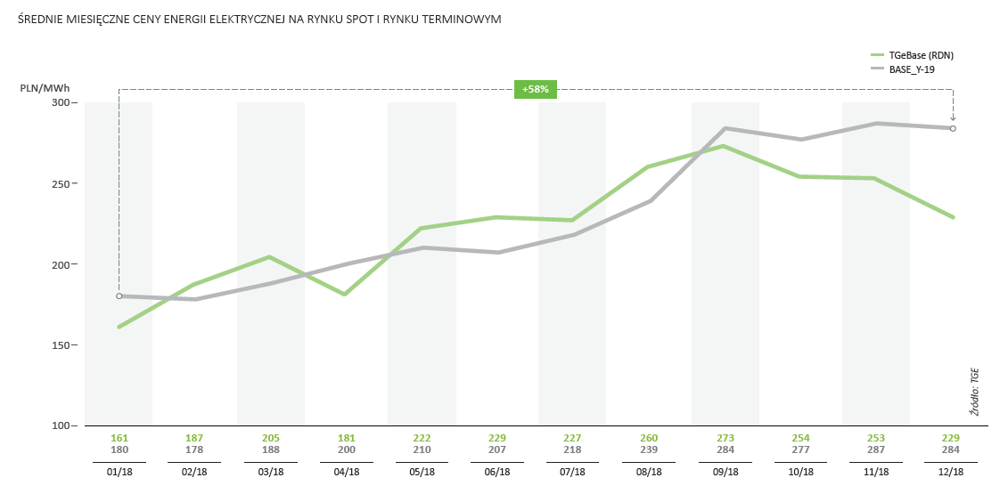 ŚREDNIE MIESIĘCZNE CENY ENERGII ELEKTRYCZNEJ NA RYNKU SPOT I RYNKU TERMINOWYM
TGeBase (RDN)
BASE_Y-19
PLN/MWh
+58%
300
250
200
150
100
Źródło: TGE
161 187 205 181 222 229 227 260 273 254 253 229
180 178 188 200 210 207 218 239 284 277 287 284
01/18 02/18 03/18 04/18 05/18 06/18 07/18 08/18 09/18 10/18 11/18 12/18